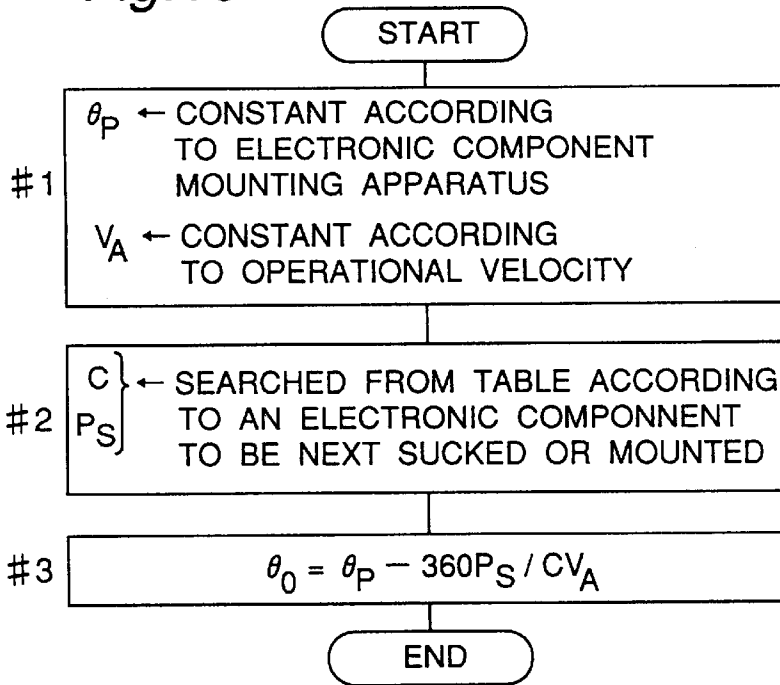 START
θP ← CONSTANT ACCORDING
TO ELECTRONIC COMPONENT
MOUNTING APPARATUS
#1
VA ← CONSTANT ACCORDING
TO OPERATIONAL VELOCITY
C
PS
} ← SEARCHED FROM TABLE ACCORDING
#2
TO AN ELECTRONIC COMPONNENT
TO BE NEXT SUCKED OR MOUNTED
#3
θ0 = θP − 360PS / CVA
END